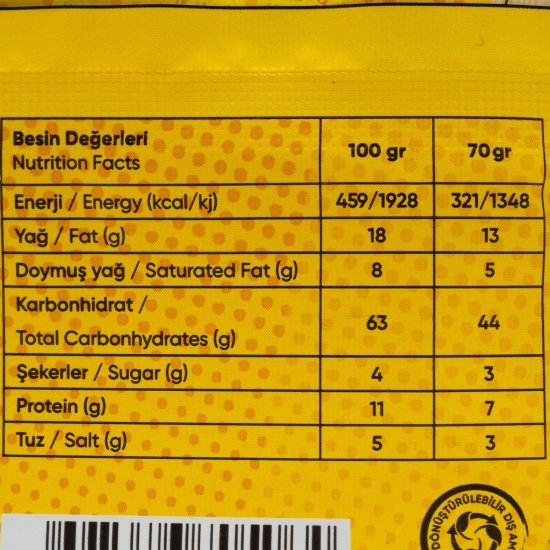 Besin Değerleri
Nutrition Facts
100 gr
70 gr
Enerji / Energy (kcal/kj) 459/1928 321/1348
Yağ / Fat (g) 18 13
Doymuş yağ / Saturated Fat (g) 8 5
Karbonhidrat /
Total Carbonhydrates (g) 63 44
Şekerler / Sugar (g) 4 3
Protein (g) 11 7
Tuz / Salt (g) 5 3
DÖNÜŞTÜRÜLEBİLİR DIŞ